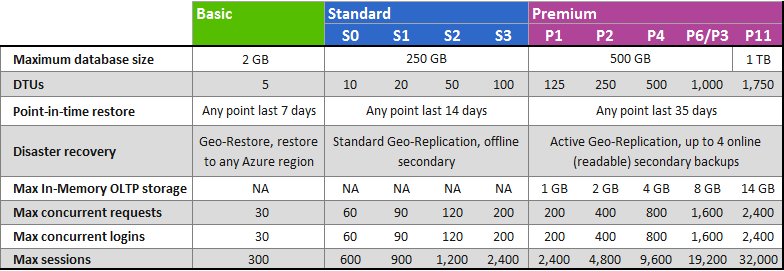 Basic Standard Premium
S0 S1 S2 S3 P1 P2 P4 P6/P3 P11
Maximum database size 2 GB 250 GB 500 GB 1 TB
DTUs 5 10 20 50 100 125 250 500 1,000 1,750
Point-in-time restore Any point last 7 days Any point last 14 days Any point last 35 days
Disaster recovery Geo-Restore, restore to any Azure region Standard Geo-Replication, offline secondary Active Geo-Replication, up to 4 online (readable) secondary backups
Max In-Memory OLTP storage NA NA NA NA NA 1 GB 2 GB 4 GB 8 GB 14 GB
Max concurrent requests 30 60 90 120 200 200 400 800 1,600 2,400
Max concurrent logins 30 60 90 120 200 200 400 800 1,600 2,400
Max sessions 300 600 900 1,200 2,400 2,400 4,800 9,600 19,200 32,000